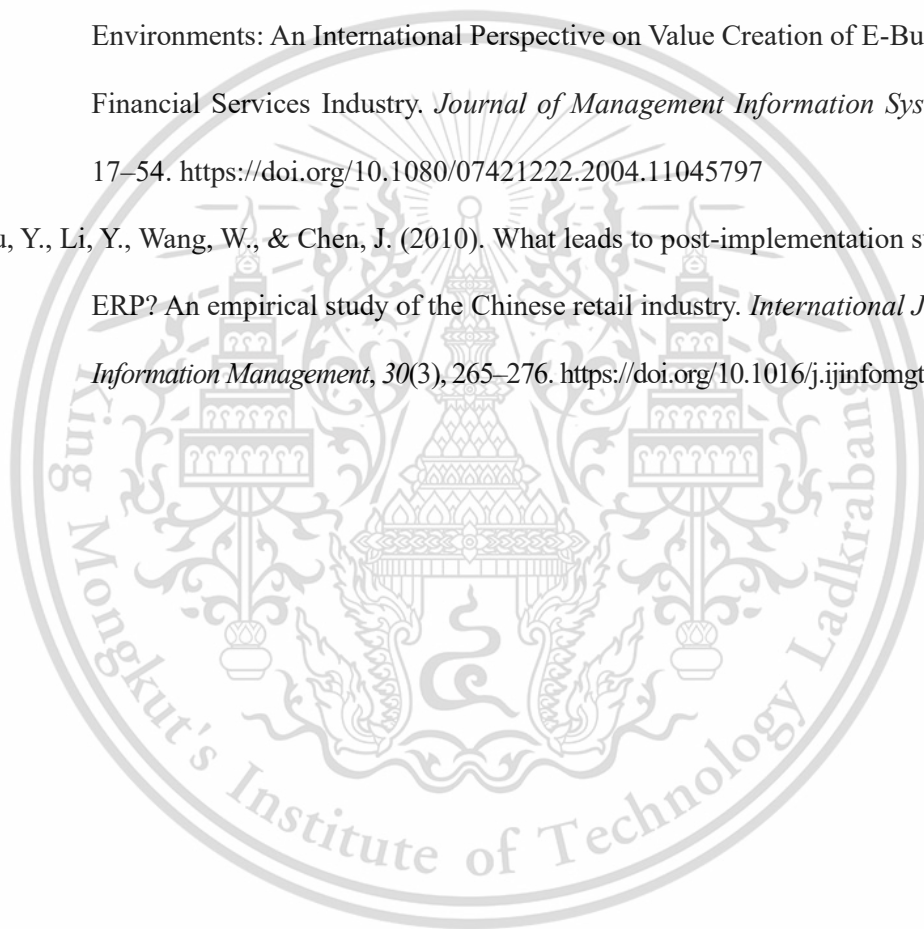 Environments: An International Perspective on Value Creation of E-Bu
Financial Services Industry. Journal of Management Information Sys
17–54. https://doi.org/10.1080/07421222.2004.11045797
u, Y., Li, Y., Wang, W., & Chen, J. (2010). What leads to post-implementation s
ERP? An empirical study of the Chinese retail industry. International J
Information Management, 30(3), 265–276. https://doi.org/10.1016/j.ijinfomgt
King Mongkut's Institute of Technology Ladkrabang